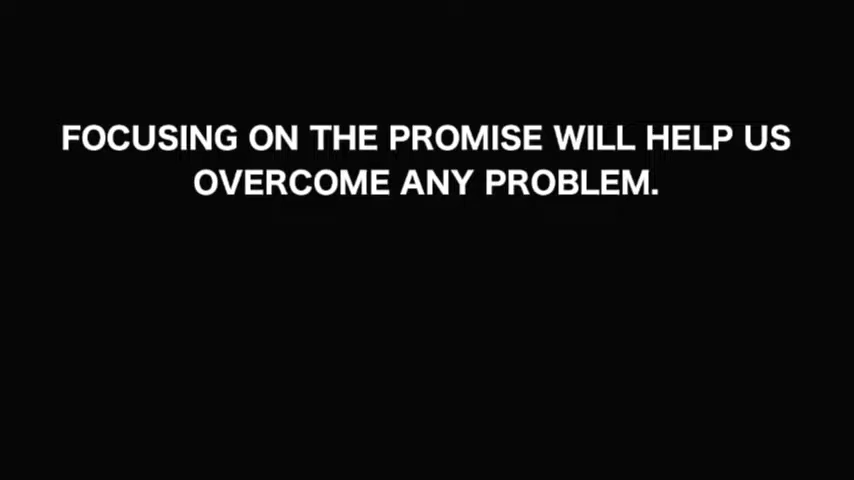 FOCUSING ON THE PROMISE WILL HELP US
OVERCOME ANY PROBLEM.